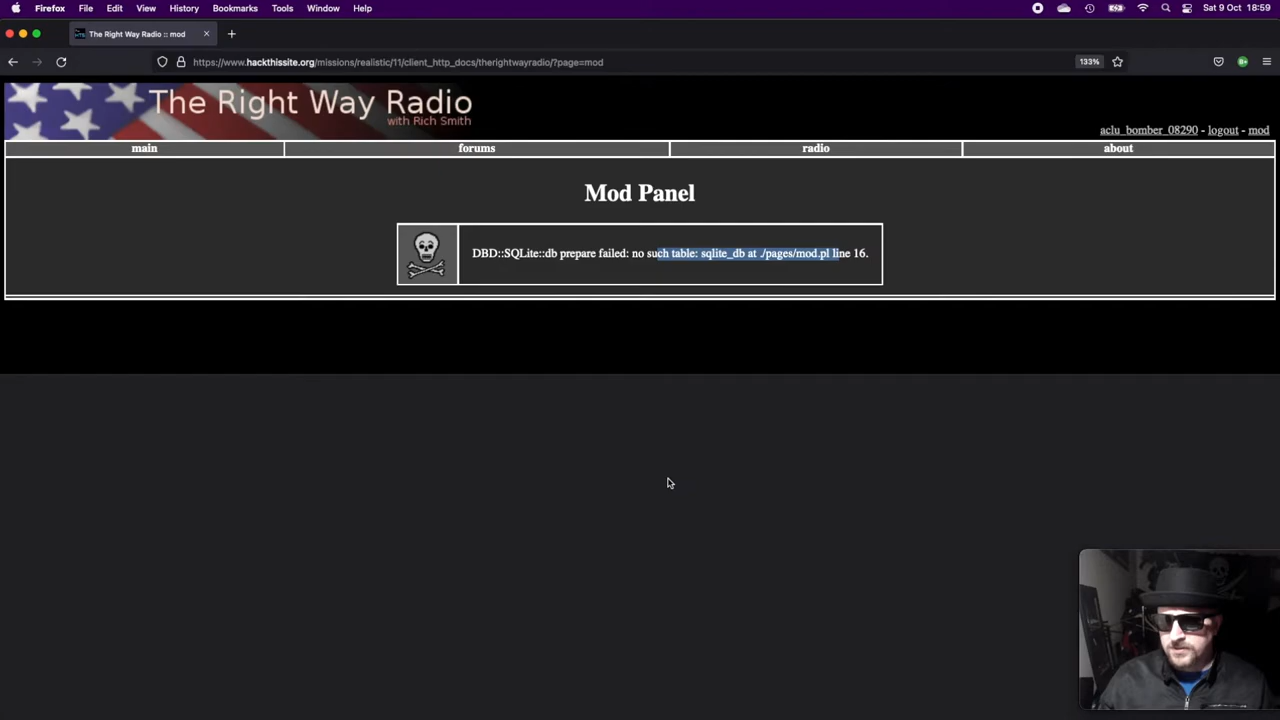 Firefox File Edit View History Bookmarks Tools Window Help Sat 9 Oct 18:59
The Right Way Radio :: mod
https://www.hackthissite.org/missions/realistic/11/client_http_docs/therightwayradio/?page=mod 133%
The Right Way Radio
with Rich Smith
aclu_bomber_08290 - logout - mod
main forums radio about
Mod Panel
DBD::SQLite::db prepare failed: no such table: sqlite_db at ./pages/mod.pl line 16.